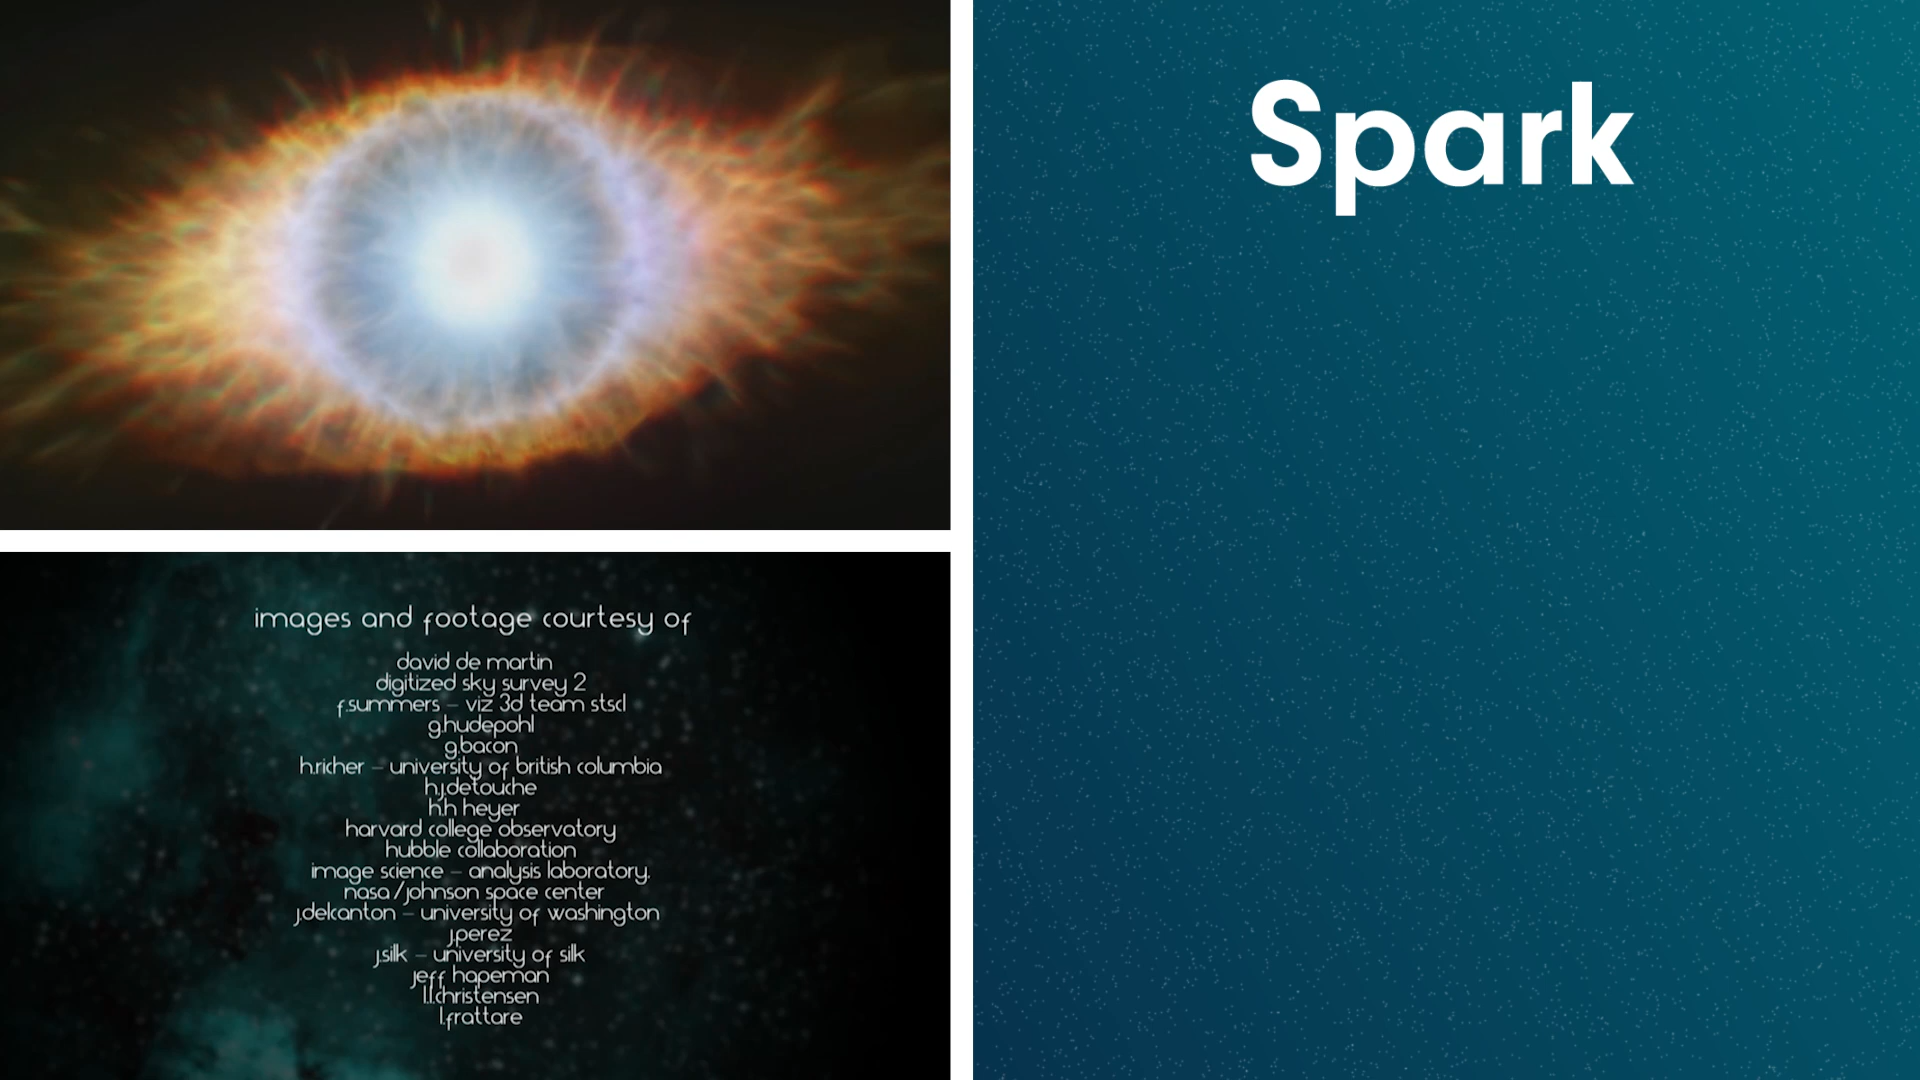 Spark
images and footage courtesy of
david de martin
digitized sky survey 2
f.summers – viz 3d team stscI
g.hudepohl
g.bacon
h.richer – university of british columbia
h.j.detouche
h.h heyer
harvard college observatory
hubble collaboration
image science – analysis laboratory.
nasa/johnson space center
j.delcanton – university of washington
j.perez
j.silk – university of silk
jeff hapeman
l.l.christensen
l.frattare